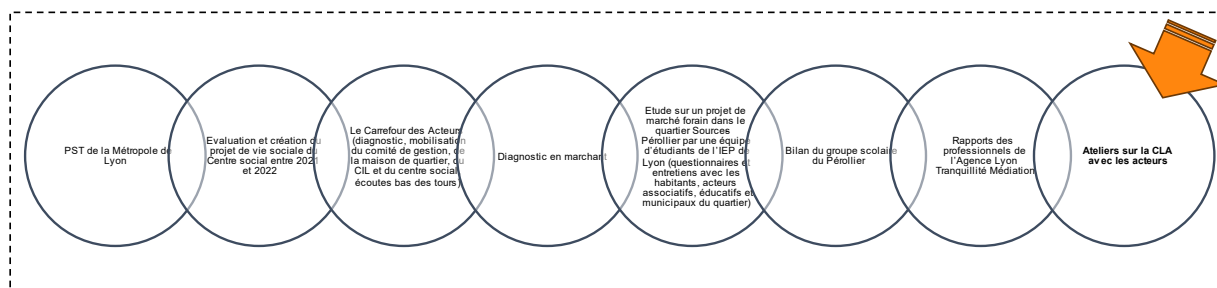 PST de la Métropole de
Lyon
Evaluation et création du
projet de vie sociale du
Centre social entre 2021
et 2022
Le Carrefour des Acteurs
(diagnostic, mobilisation
du comité de gestion, de
la maison de quartier, du
CIL et du centre social,
écoutes bas des tours)
Diagnostic en marchant
Etude sur un projet de
marché forain dans le
quartier Sources
Pérollier par une équipe
d'étudiants de l'IEP de
Lyon (questionnaires et
entretiens avec les
habitants, acteurs
associatifs, éducatifs et
municipaux du quartier)
Bilan du groupe scolaire
du Pérollier
Rapports des
professionnels de
l'Agence Lyon
Tranquillité Médiation
Ateliers sur la CLA
avec les acteurs